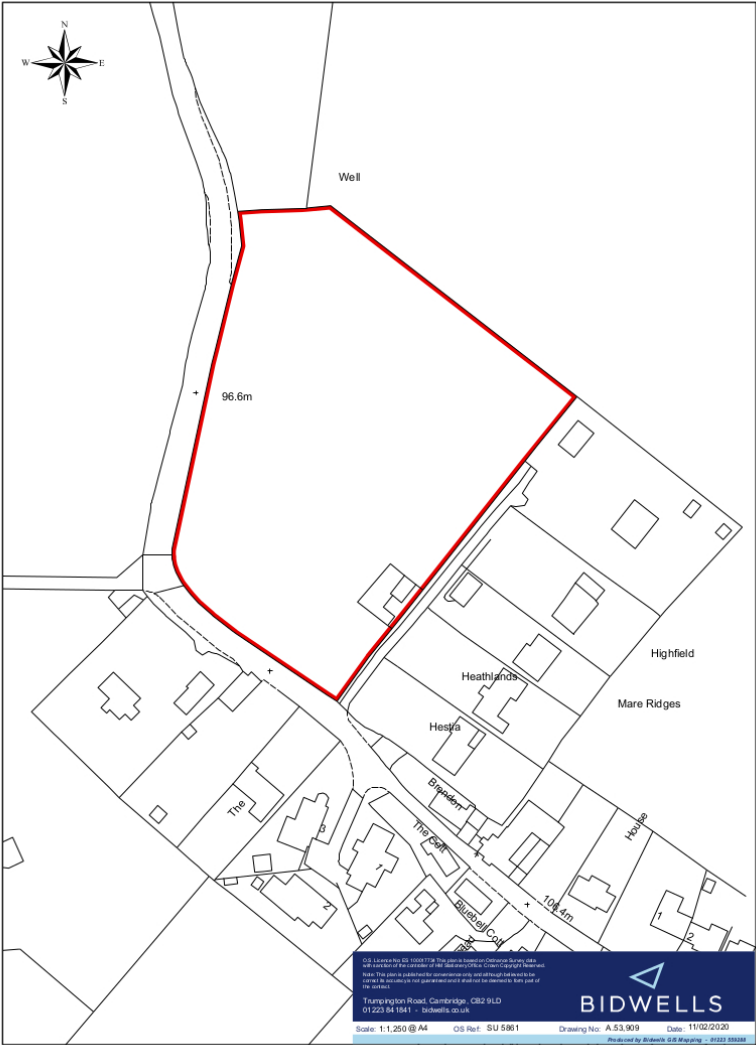 N
W E
S
Well
96.6m
Highfield
Heathlands
Mare Ridges
Hestia
Brendon
House
The
3
The Colt
1
106.4m
2
Bluebell Cott
1
2
O.S. Licence No. ES 100017734 This plan is based on Ordnance Survey data
with sanction of the controller of HM Stationery Office. Crown Copyright Reserved.
Note: This plan is published for convenience only and although believed to be
correct its accuracy is not guaranteed and it shall not be deemed to form part of
the contract.
Trumpington Road, Cambridge, CB2 9LD
01223 841841 - bidwells.co.uk
BIDWELLS
Scale: 1:1,250 @ A4 OS Ref: SU 5861 Drawing No: A.53,909 Date: 11/02/2020
Produced by Bidwells GIS Mapping - 01223 559288